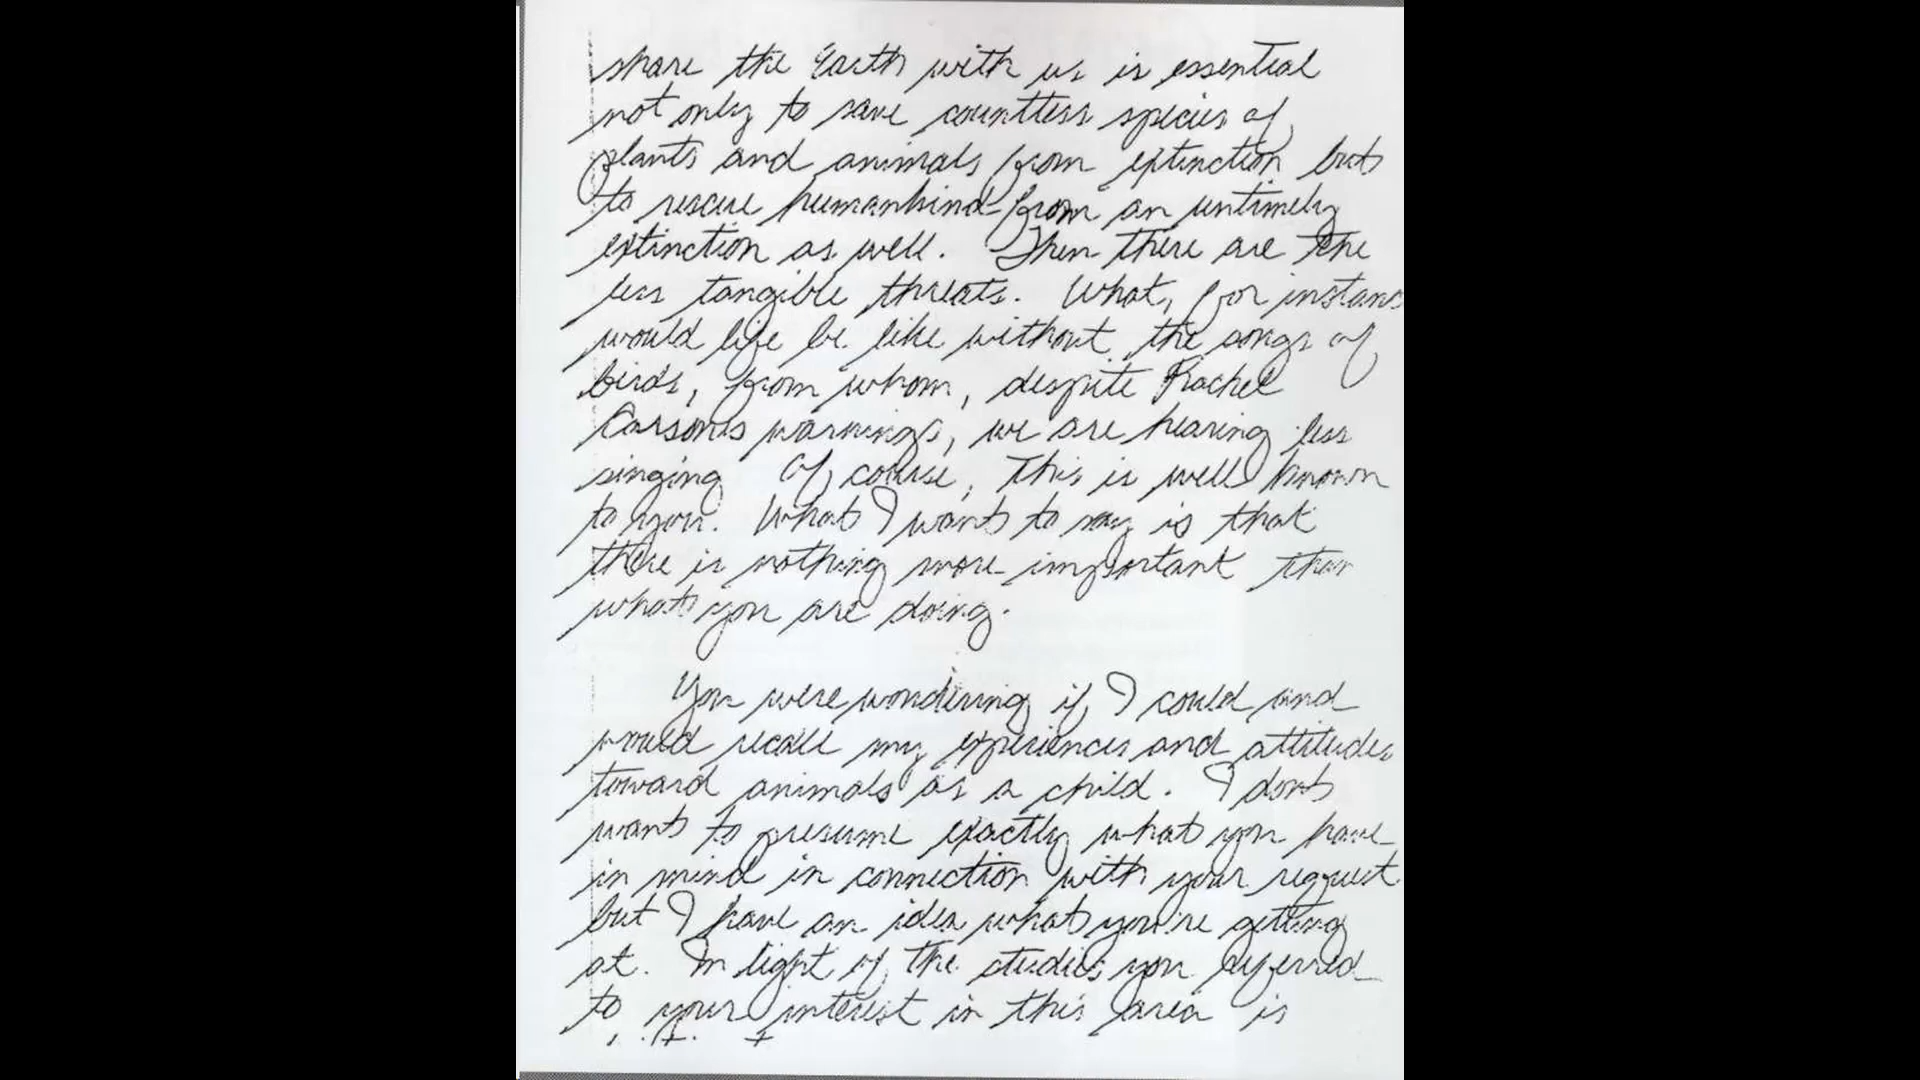 share the Earth with us is essential
not only to save countless species of
plants and animals from extinction but
to rescue humankind from an untimely
extinction as well. Then there are the
less tangible threats. What, for instanc
would life be like without the songs of
birds, from whom, despite Rachel
Carson's warnings, we are hearing less
singing Of course, this is well known
to you. What I want to say is that
there is nothing more important than
what you are doing.
You were wondering if I could and
would recall my experiences and attitudes
toward animals as a child. I don't
want to presume exactly what you have
in mind in connection with your request
but I have an idea what you're getting
at. In light of the studies you referred
to your interest in this area is